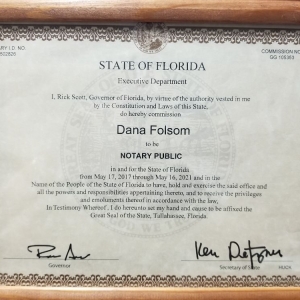 ARY I.D. NO.
COMMISSION NO
STATE OF FLORIDA
Executive Department
I, Rick Scott, Governor of Florida, by virtue of the authority vested in me
by the Constitution and Laws of this State,
do hereby commission
Dana Folsom
to be
NOTARY PUBLIC
in and for the State of Florida
from May 17, 2017 through May 16, 2021 and in the
Name of the People of the State of Florida to have, hold and exercise the said office and
all the powers and responsibilities appertaining thereto, and to receive the privileges
and emoluments thereof in accordance with the law.
In Testimony Whereof, I do hereunto set my hand and cause to be affixed the
Great Seal of the State, Tallahassee, Florida.
Ken Detzner
Governor
Secretary of State